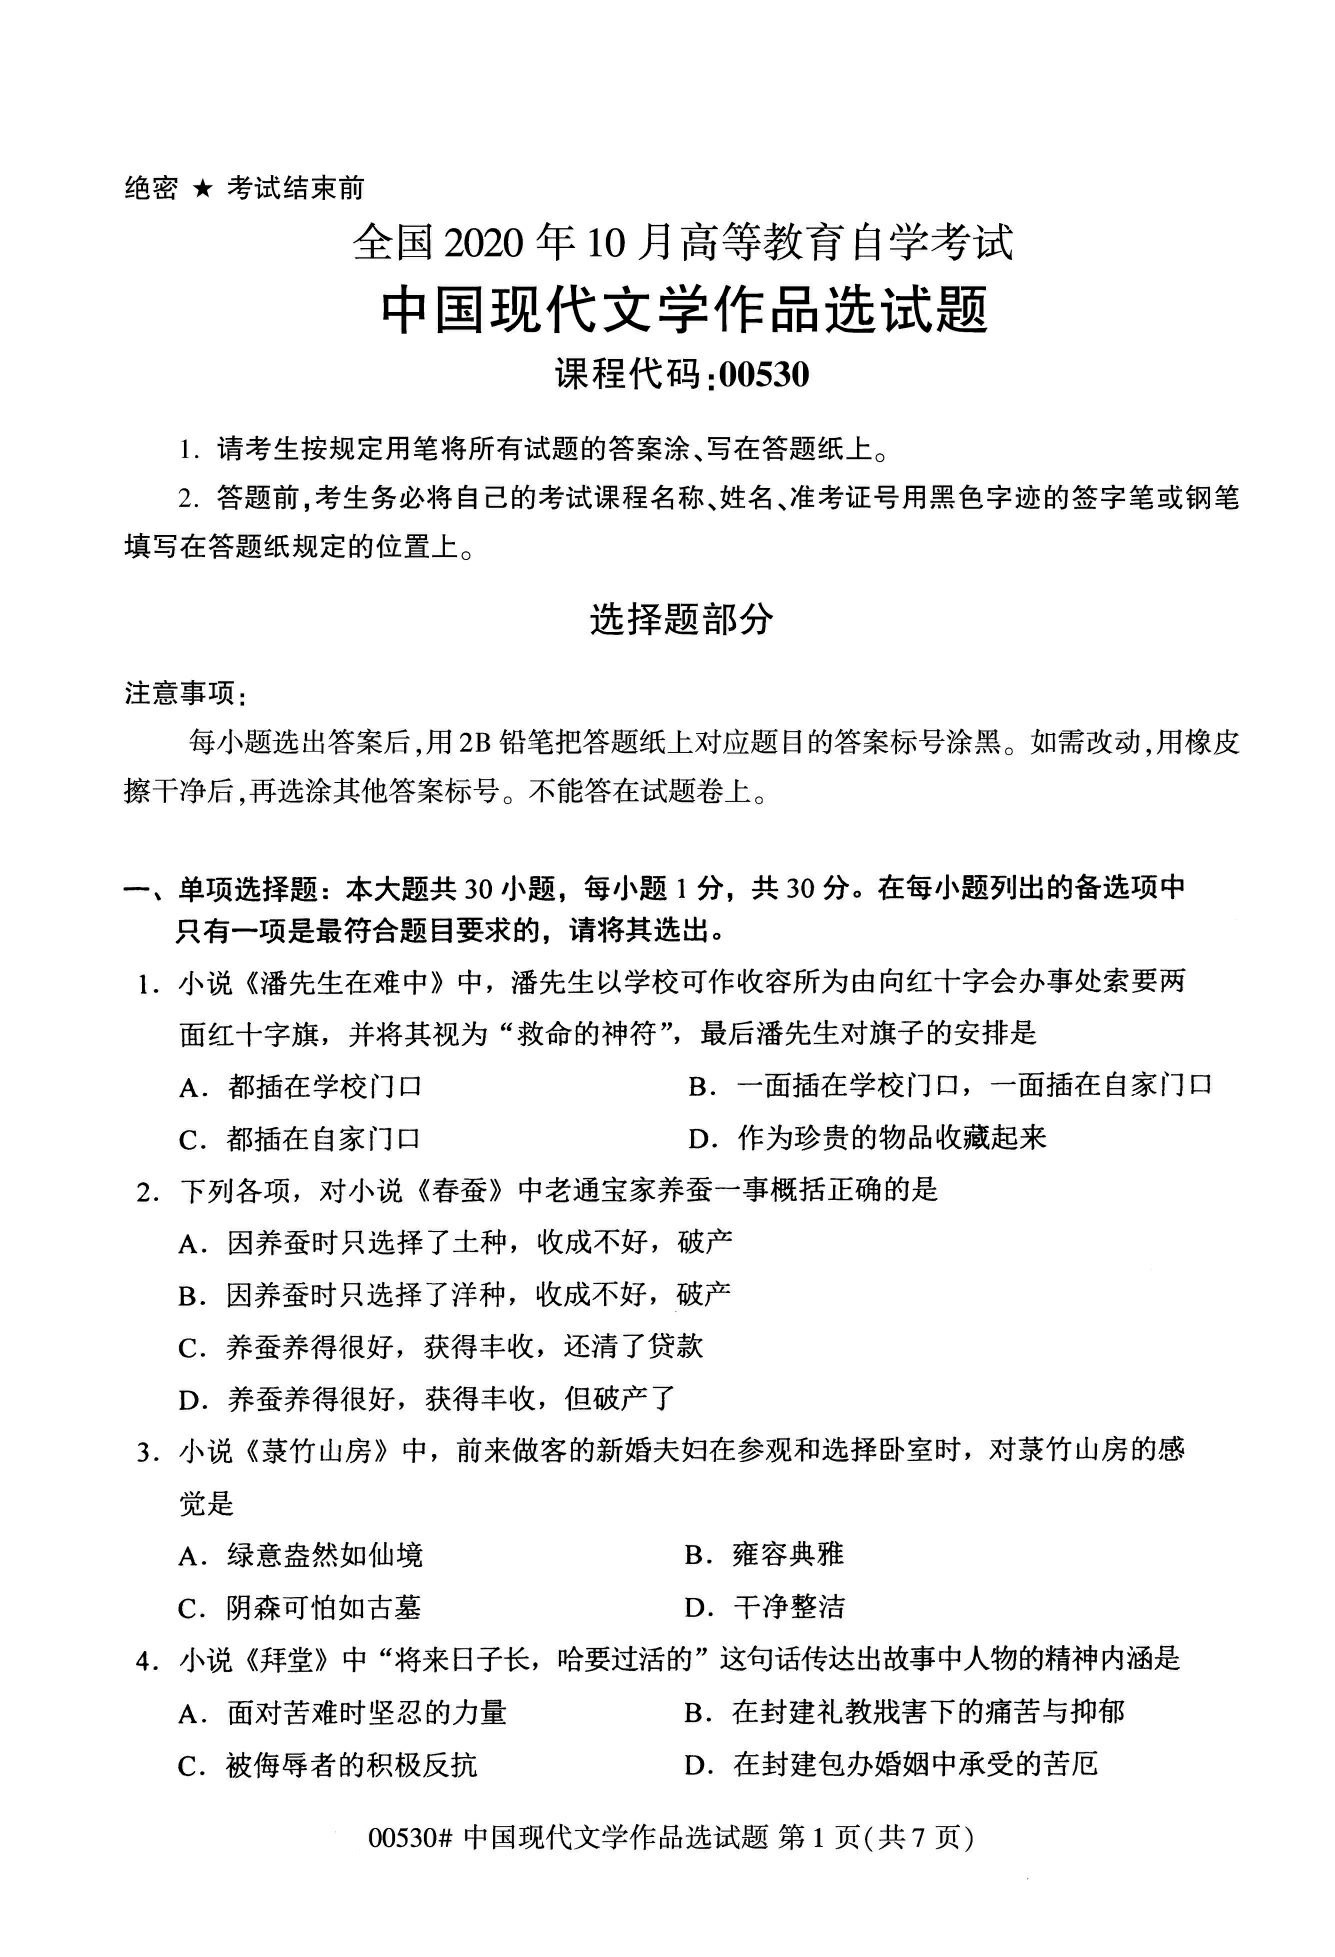 绝密 ★ 考试结束前
全国 2020 年 10 月高等教育自学考试
中国现代文学作品选试题
课程代码:00530
1. 请考生按规定用笔将所有试题的答案涂、写在答题纸上。
2. 答题前,考生务必将自己的考试课程名称、姓名、准考证号用黑色字迹的签字笔或钢笔
填写在答题纸规定的位置上。
选择题部分
注意事项:
每小题选出答案后,用 2B 铅笔把答题纸上对应题目的答案标号涂黑。如需改动,用橡皮
擦干净后,再选涂其他答案标号。不能答在试题卷上。
一、单项选择题：本大题共 30 小题，每小题 1 分，共 30 分。在每小题列出的备选项中
只有一项是最符合题目要求的，请将其选出。
1. 小说《潘先生在难中》中，潘先生以学校可作收容所为由向红十字会办事处索要两
面红十字旗，并将其视为“救命的神符”，最后潘先生对旗子的安排是
A. 都插在学校门口 B. 一面插在学校门口，一面插在自家门口
C. 都插在自家门口 D. 作为珍贵的物品收藏起来
2. 下列各项，对小说《春蚕》中老通宝家养蚕一事概括正确的是
A. 因养蚕时只选择了土种，收成不好，破产
B. 因养蚕时只选择了洋种，收成不好，破产
C. 养蚕养得很好，获得丰收，还清了贷款
D. 养蚕养得很好，获得丰收，但破产了
3. 小说《菉竹山房》中，前来做客的新婚夫妇在参观和选择卧室时，对菉竹山房的感
觉是
A. 绿意盎然如仙境 B. 雍容典雅
C. 阴森可怕如古墓 D. 干净整洁
4. 小说《拜堂》中“将来日子长，哈要过活的”这句话传达出故事中人物的精神内涵是
A. 面对苦难时坚忍的力量 B. 在封建礼教戕害下的痛苦与抑郁
C. 被侮辱者的积极反抗 D. 在封建包办婚姻中承受的苦厄
00530# 中国现代文学作品选试题 第 1 页(共 7 页)